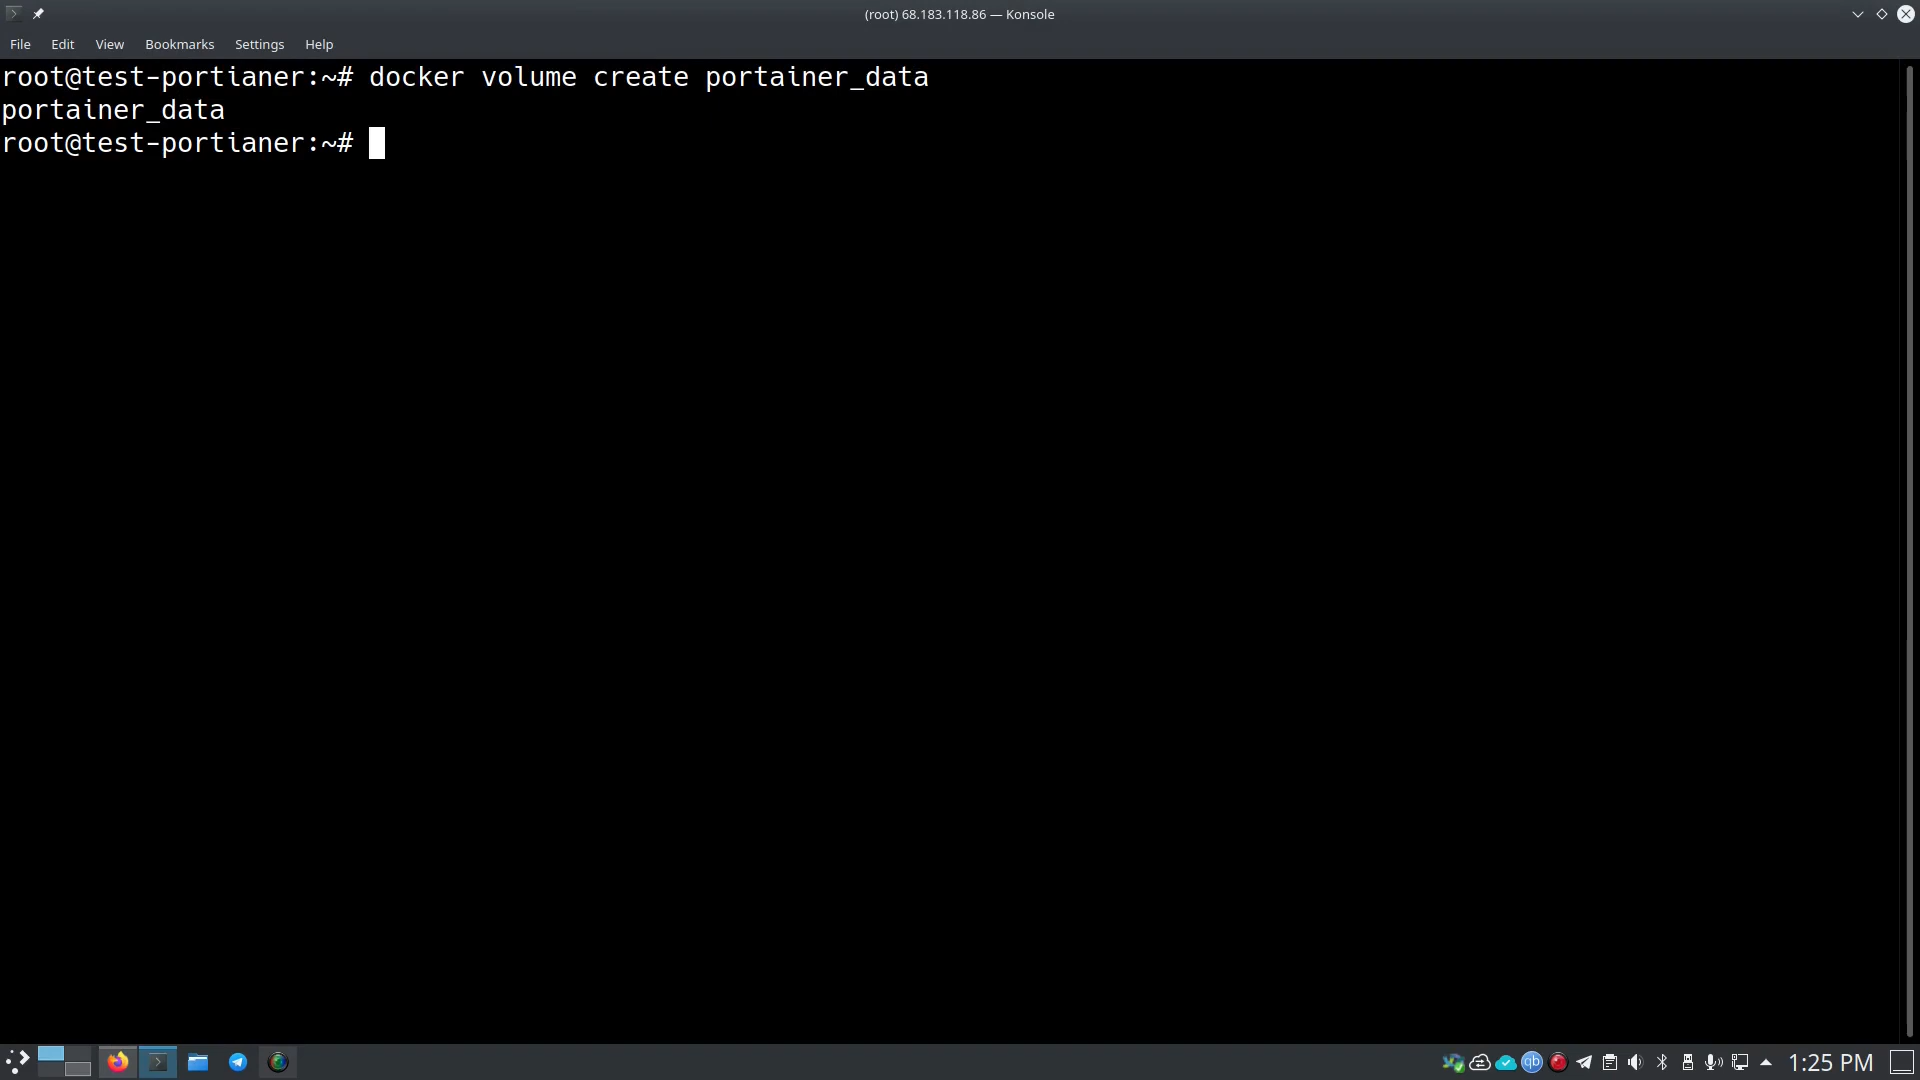 (root) 68.183.118.86 — Konsole
File Edit View Bookmarks Settings Help
root@test-portianer:~# docker volume create portainer_data
portainer_data
root@test-portianer:~#
qb
1:25 PM